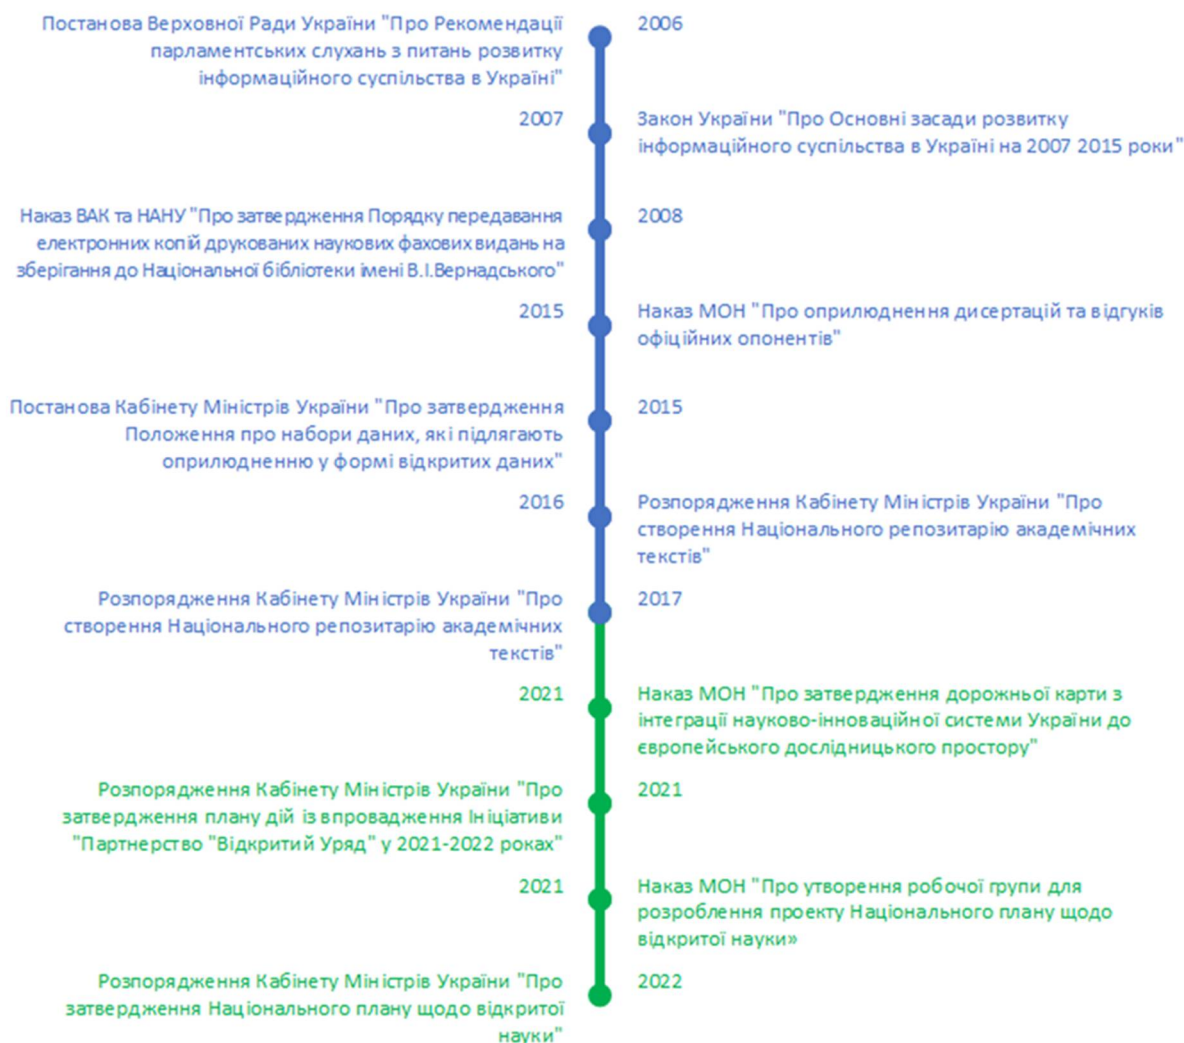 Постанова Верховної Ради України "Про Рекомендації
парламентських слухань з питань розвитку
інформаційного суспільства в Україні"
2006
2007
Закон України "Про Основні засади розвитку
інформаційного суспільства в Україні на 2007 2015 роки"
Наказ ВАК та НАНУ "Про затвердження Порядку передавання
електронних копій друкованих наукових фахових видань на
зберігання до Національної бібліотеки імені В.І.Вернадського"
2008
2015
Наказ МОН "Про оприлюднення дисертацій та відгуків
офіційних опонентів"
Постанова Кабінету Міністрів України "Про затвердження
Положення про набори даних, які підлягають
оприлюдненню у формі відкритих даних"
2015
2016
Розпорядження Кабінету Міністрів України "Про
створення Національного репозитарію академічних
текстів"
Розпорядження Кабінету Міністрів України "Про
створення Національного репозитарію академічних
текстів"
2017
2021
Наказ МОН "Про затвердження дорожньої карти з
інтеграції науково-інноваційної системи України до
європейського дослідницького простору"
Розпорядження Кабінету Міністрів України "Про
затвердження плану дій із впровадження Ініціативи
"Партнерство "Відкритий Уряд" у 2021-2022 роках"
2021
2021
Наказ МОН "Про утворення робочої групи для
розроблення проекту Національного плану щодо
відкритої науки»
Розпорядження Кабінету Міністрів України "Про
затвердження Національного плану щодо відкритої
науки"
2022